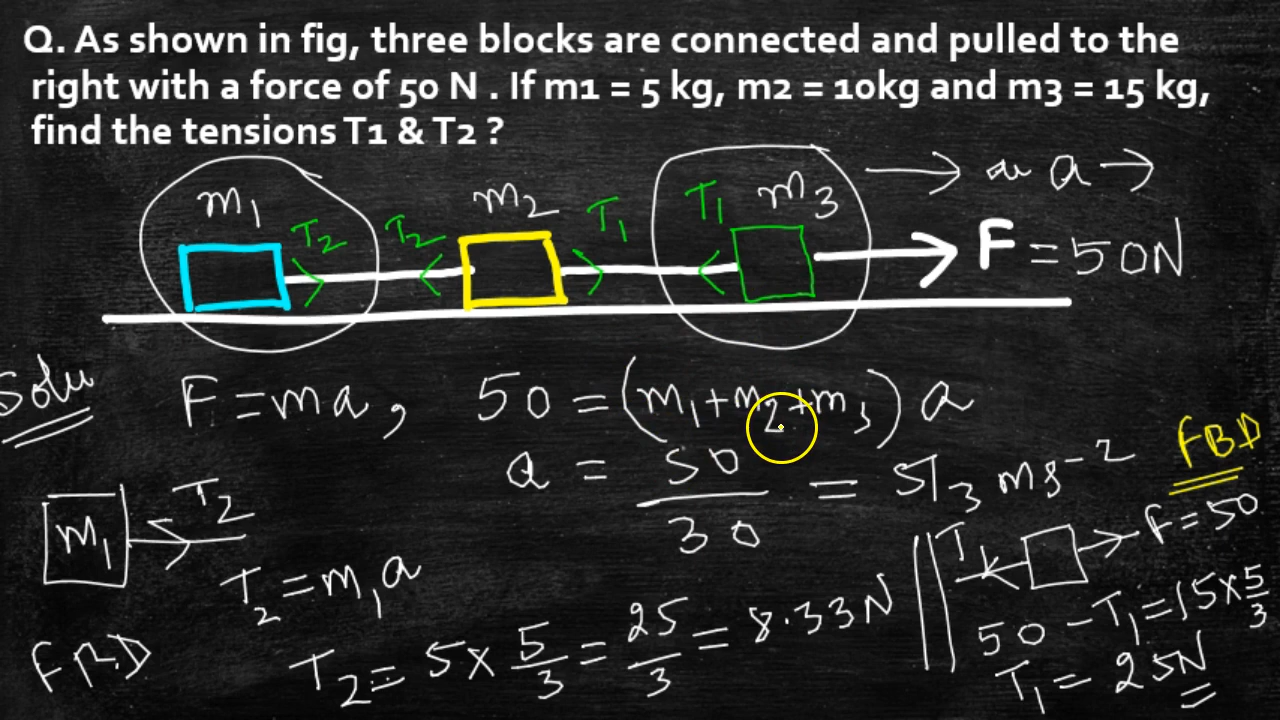 Q. As shown in fig, three blocks are connected and pulled to the
right with a force of 50 N . If m1 = 5 kg, m2 = 10kg and m3 = 15 kg,
find the tensions T1 & T2 ?
→ a →
m1 m2 m3
T2 T2 T1 T1
F = 50N
Solu
F = ma, 50 = (m1+m2+m3) a
a = 50/30 = 5/3 ms-2
FBD
m1 T2
T1 F = 50
T2 = m1a
50 - T1 = 15 x 5/3
FBD
T2 = 5 x 5/3 = 25/3 = 8.33N
T1 = 25N